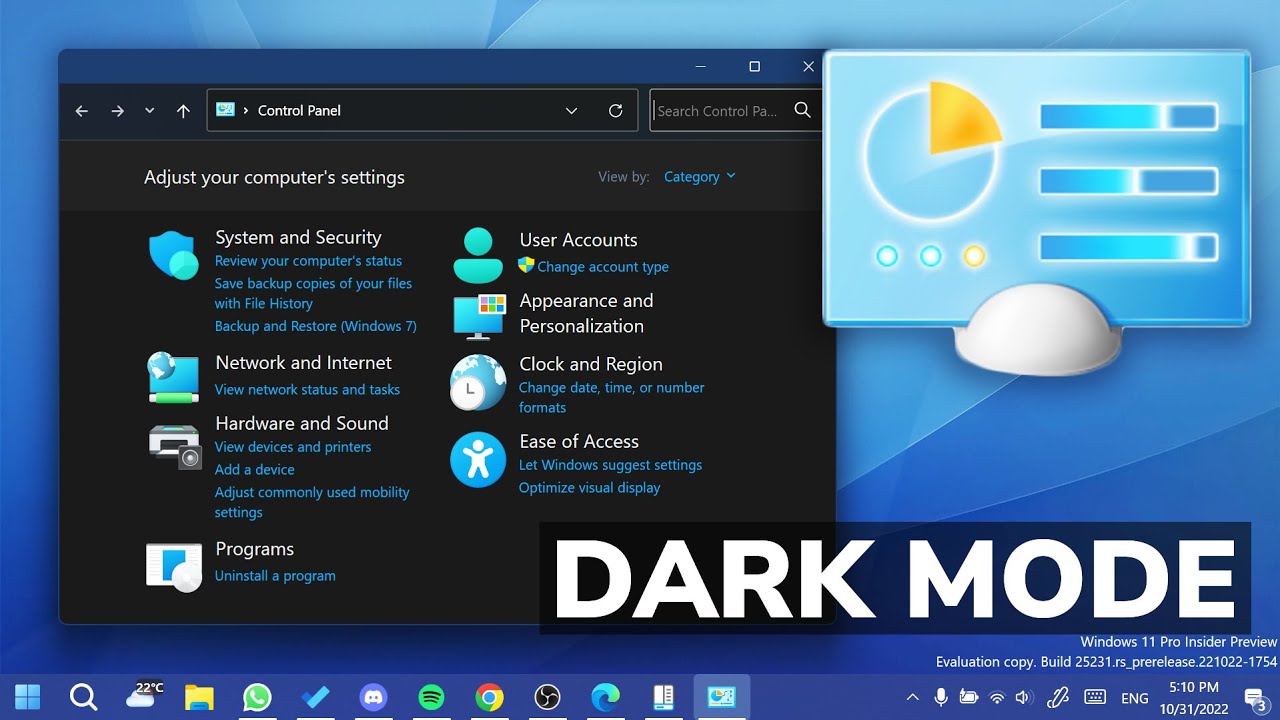 Control Panel
Search Control Pa...
Adjust your computer's settings
View by: Category
System and Security
Review your computer's status
Save backup copies of your files
with File History
Backup and Restore (Windows 7)
Network and Internet
View network status and tasks
Hardware and Sound
View devices and printers
Add a device
Adjust commonly used mobility
settings
Programs
Uninstall a program
User Accounts
Change account type
Appearance and
Personalization
Clock and Region
Change date, time, or number
formats
Ease of Access
Let Windows suggest settings
Optimize visual display
DARK MODE
Windows 11 Pro Insider Preview
Evaluation copy. Build 25231.rs_prerelease.221022-1754
22°C
ENG
5:10 PM
10/31/2022
3